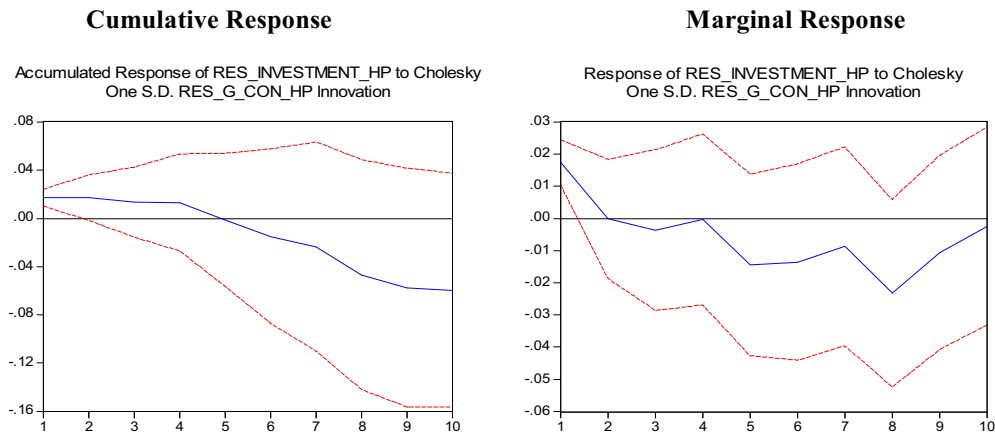 Cumulative Response
Accumulated Response of RES_INVESTMENT_HP to Cholesky
One S.D. RES_G_CON_HP Innovation
.08
.04
.00
-.04
-.08
-.12
-.16
1 2 3 4 5 6 7 8 9 10
Marginal Response
Response of RES_INVESTMENT_HP to Cholesky
One S.D. RES_G_CON_HP Innovation
.03
.02
.01
.00
-.01
-.02
-.03
-.04
-.05
-.06
1 2 3 4 5 6 7 8 9 10